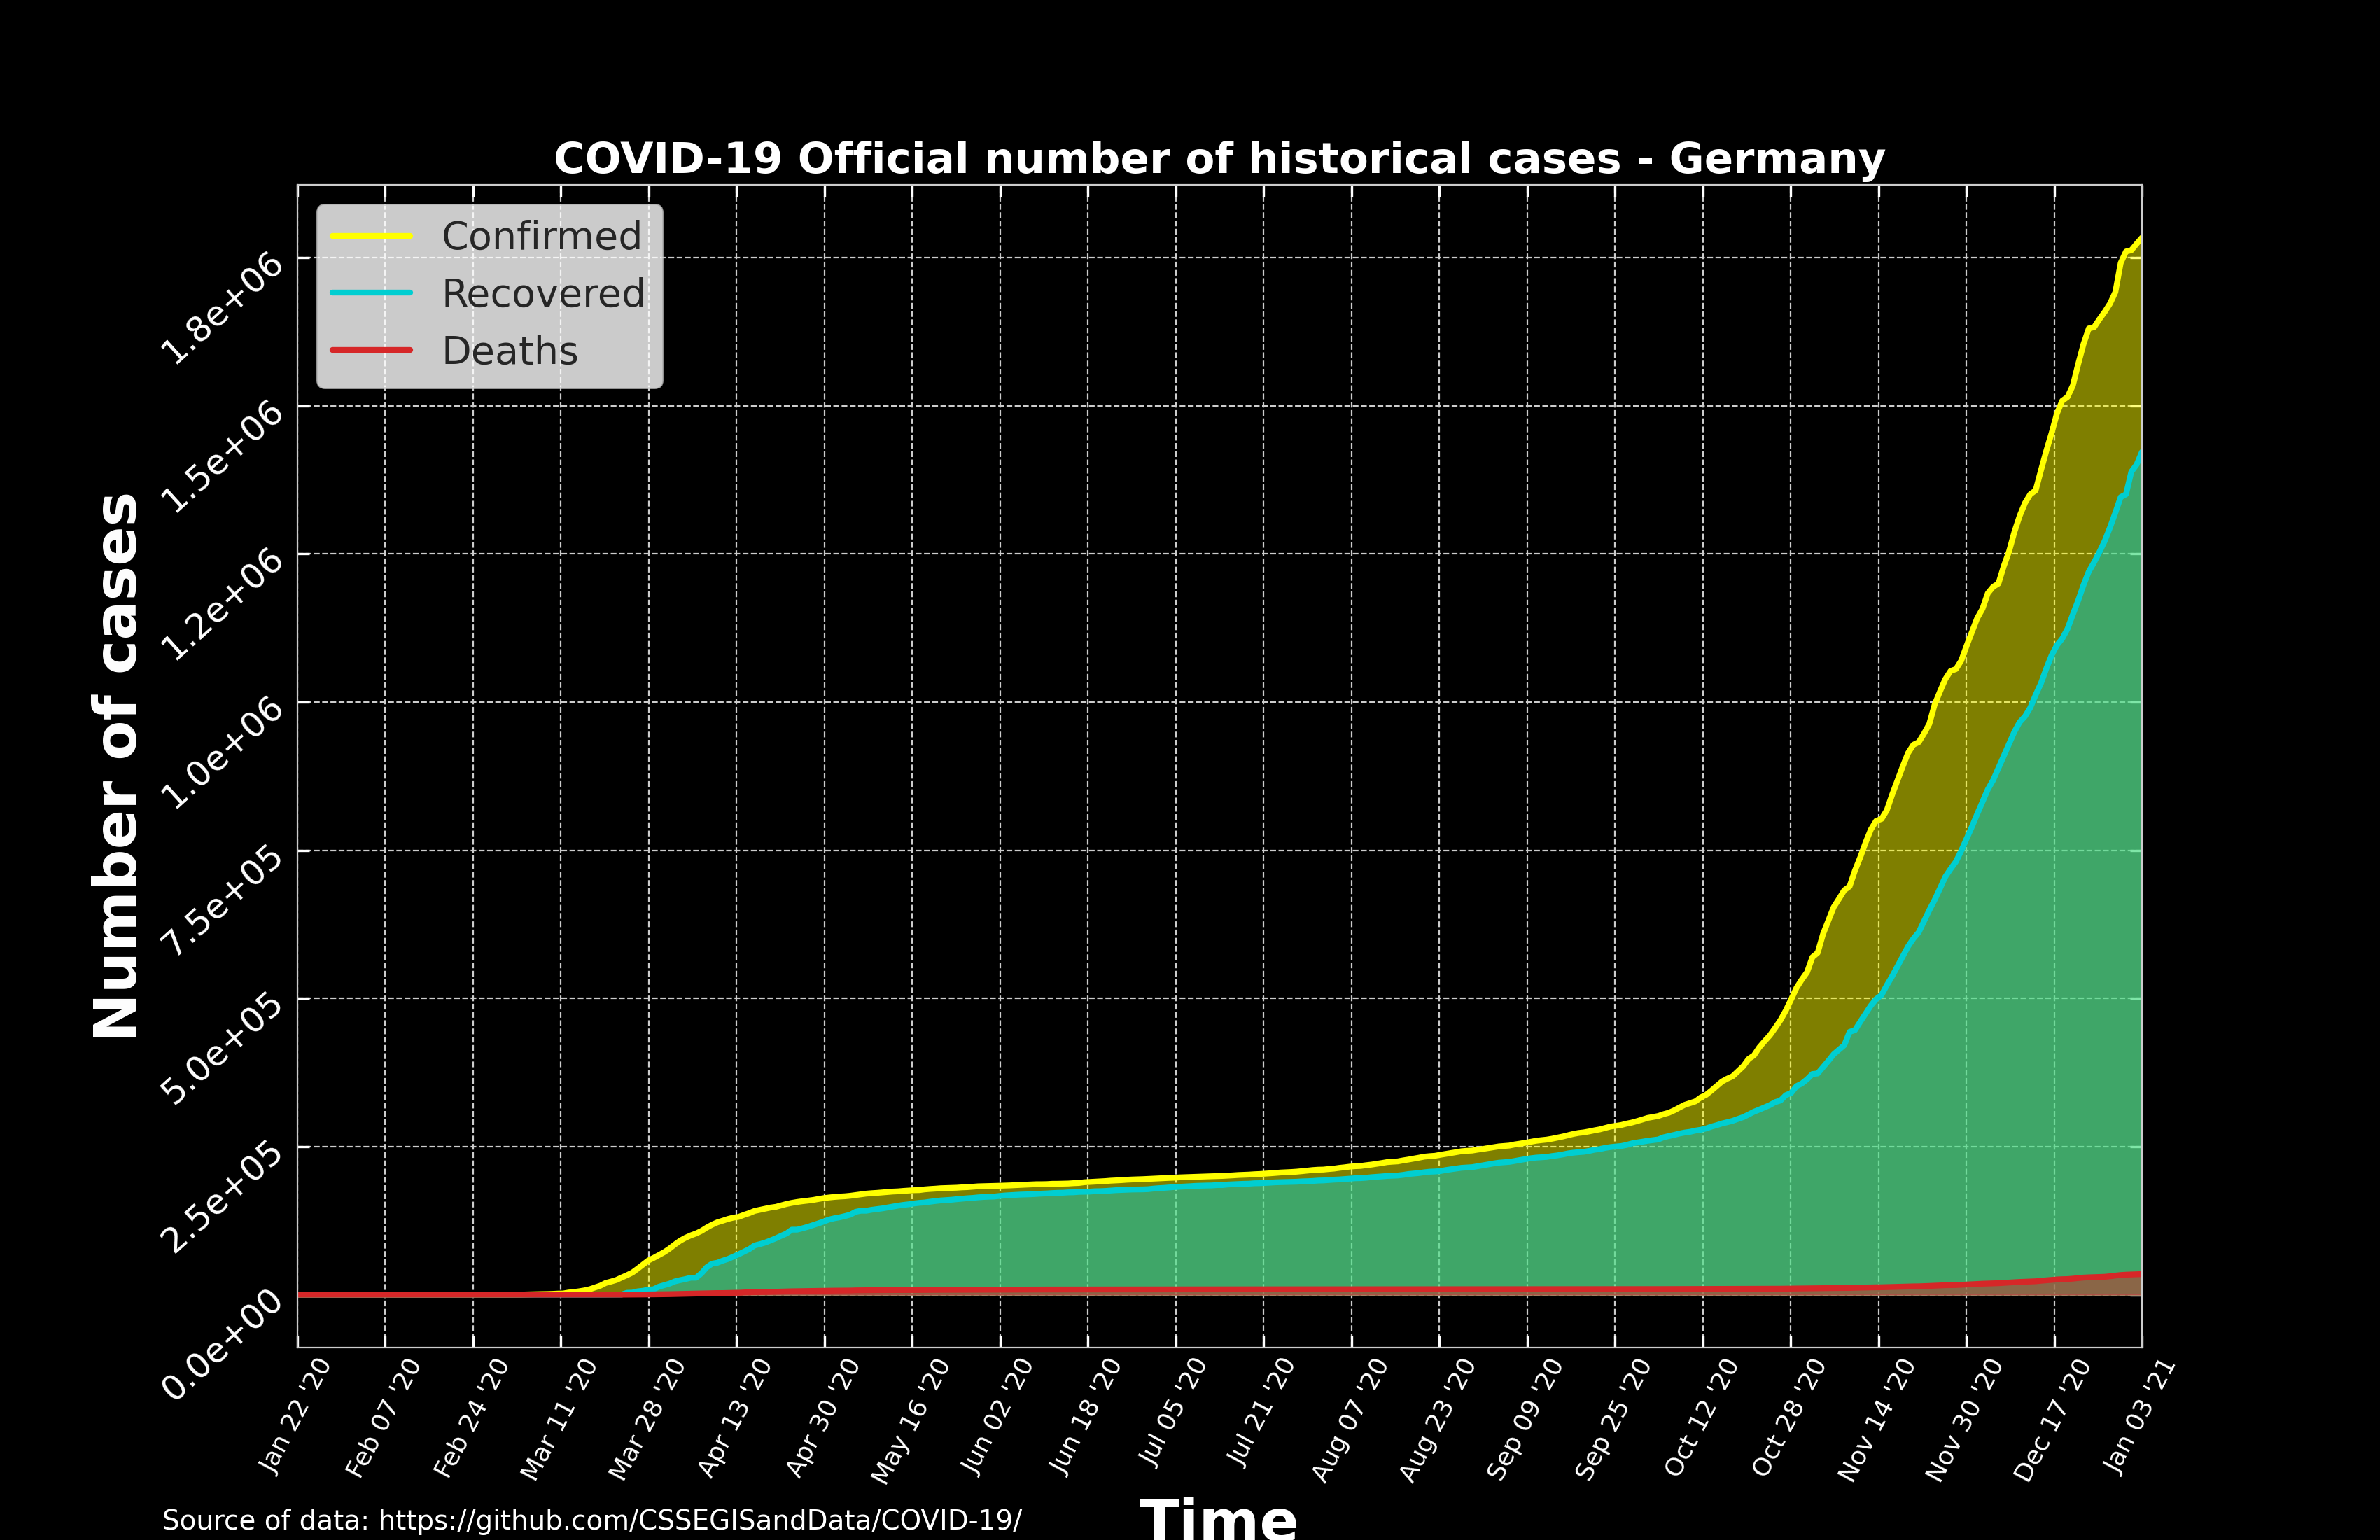 COVID-19 Official number of historical cases - Germany
Confirmed
Recovered
Deaths
Number of cases
1.8e+06
1.5e+06
1.2e+06
1.0e+06
7.5e+05
5.0e+05
2.5e+05
0.0e+00
Jan 22 '20
Feb 07 '20
Feb 24 '20
Mar 11 '20
Mar 28 '20
Apr 13 '20
Apr 30 '20
May 16 '20
Jun 02 '20
Jun 18 '20
Jul 05 '20
Jul 21 '20
Aug 07 '20
Aug 23 '20
Sep 09 '20
Sep 25 '20
Oct 12 '20
Oct 28 '20
Nov 14 '20
Nov 30 '20
Dec 17 '20
Jan 03 '21
Time
Source of data: https://github.com/CSSEGISandData/COVID-19/